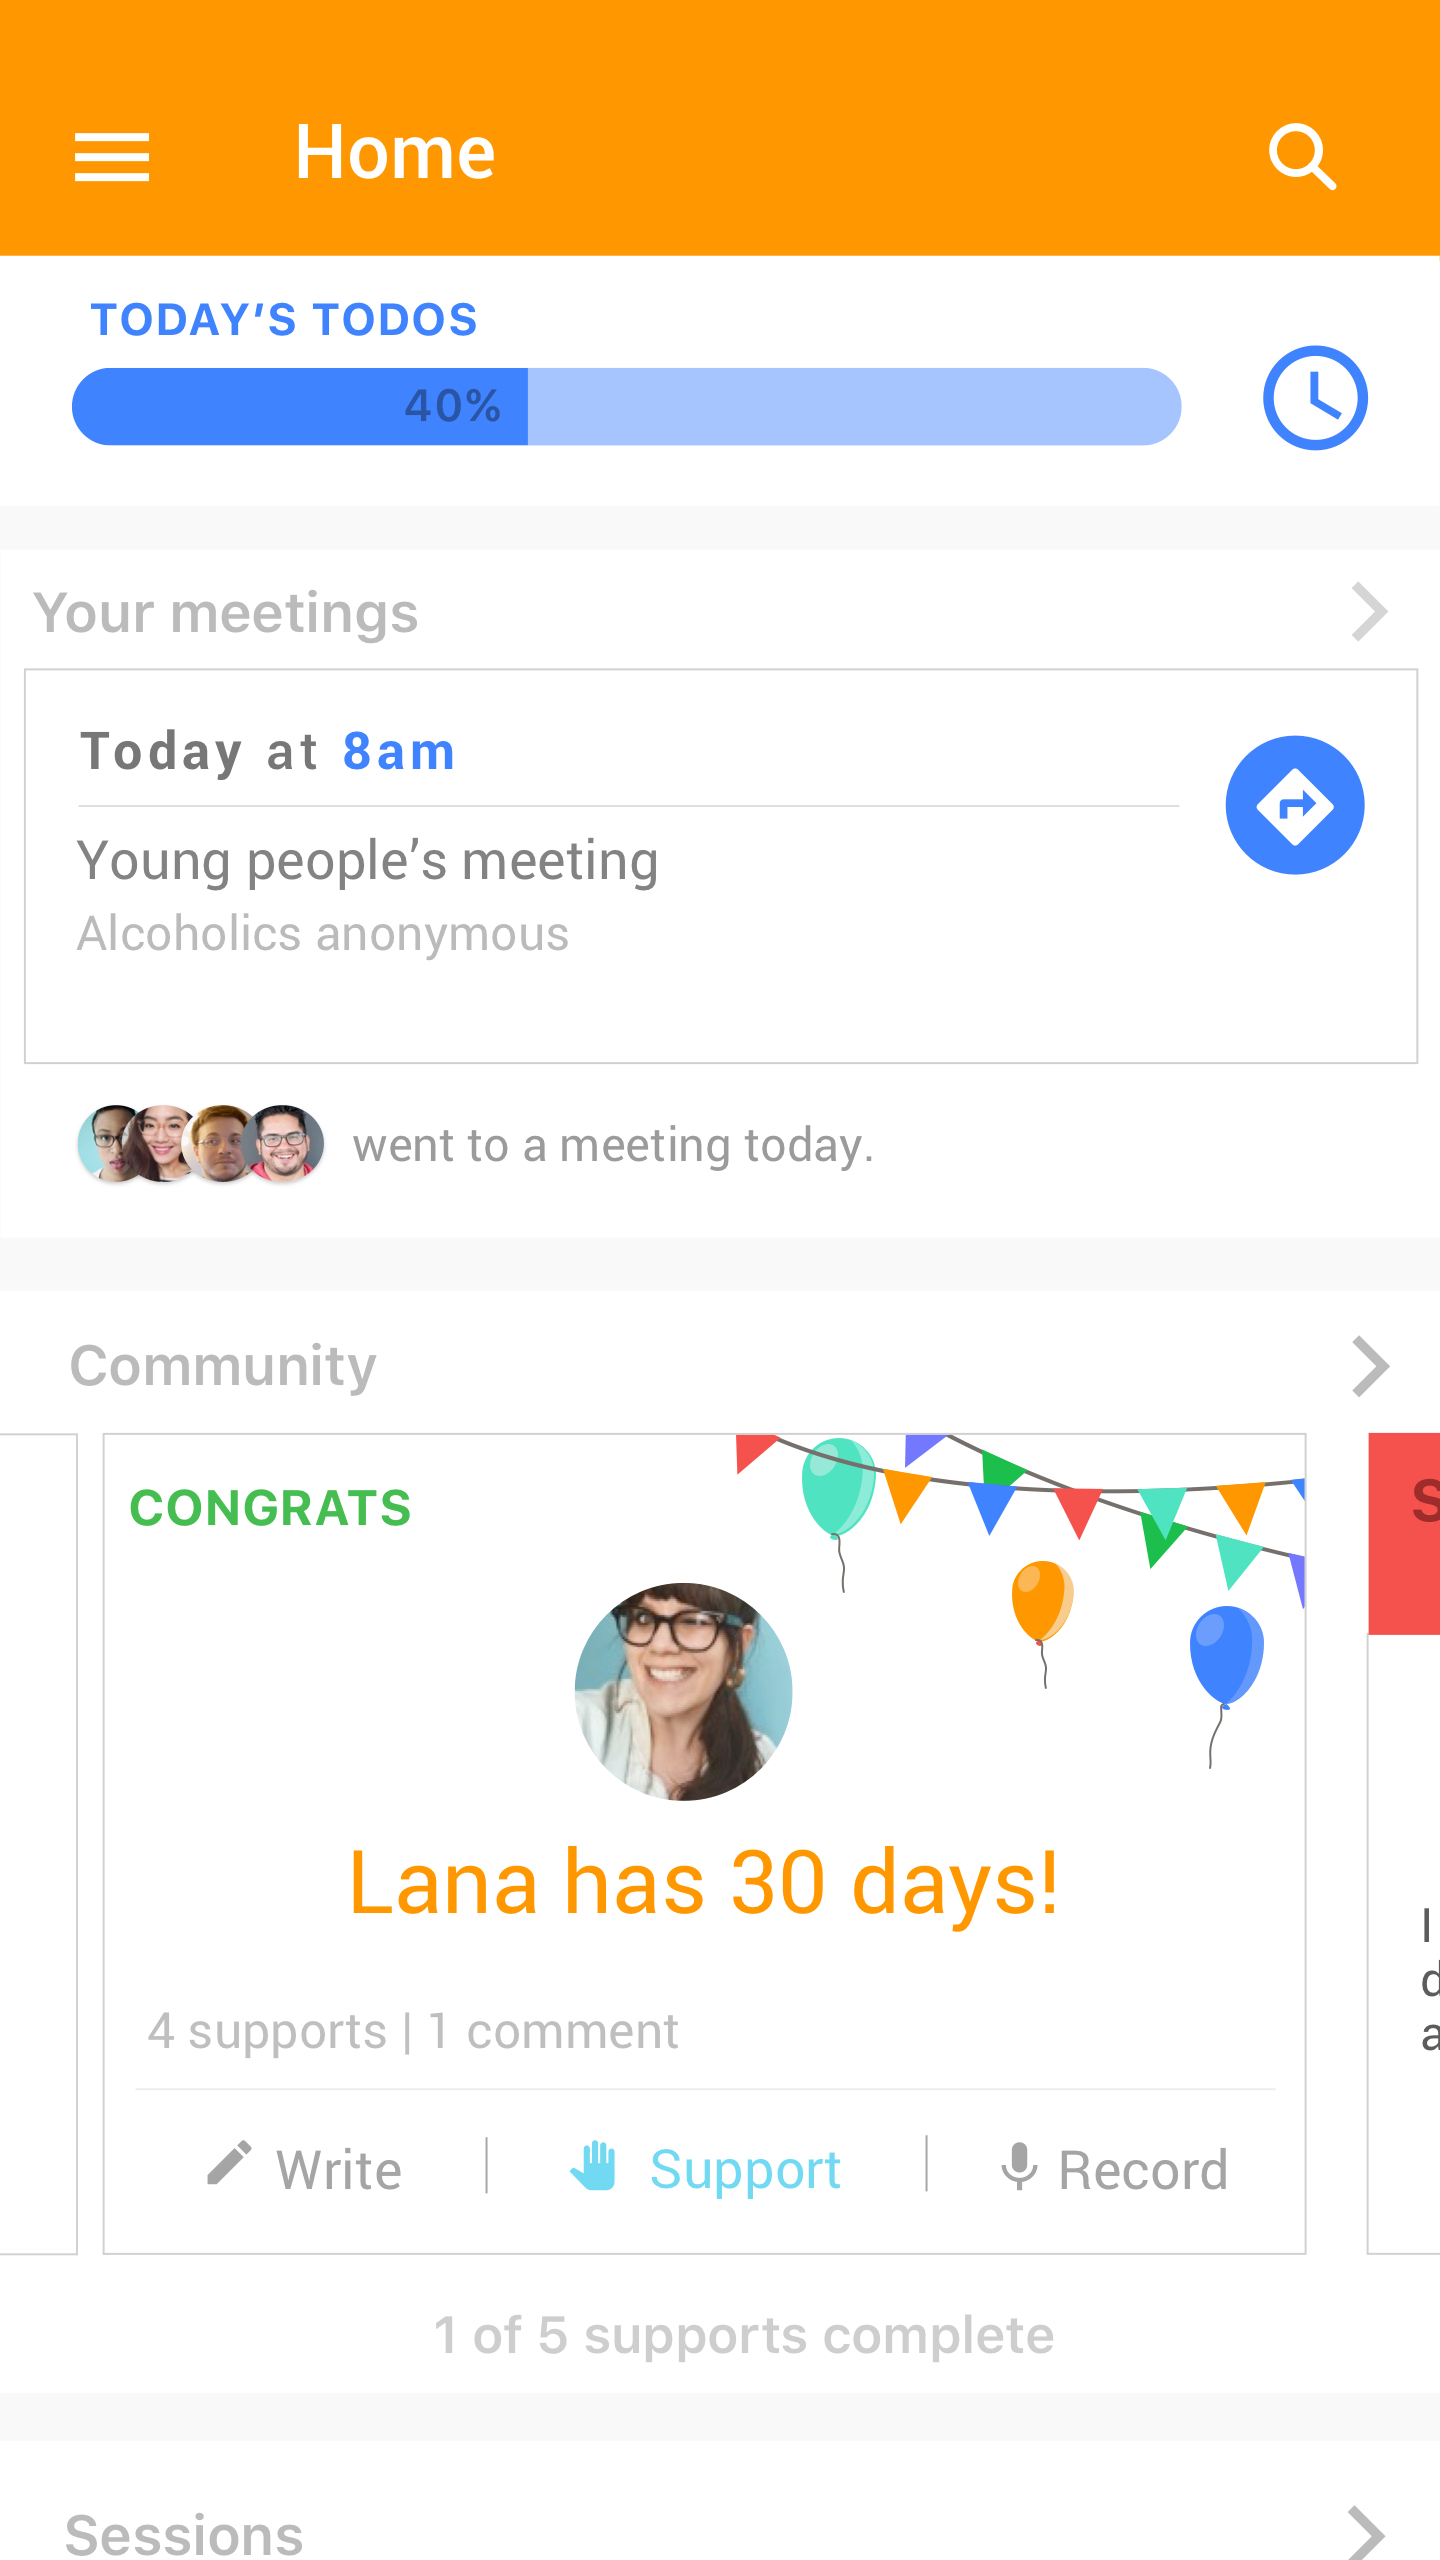 Home
TODAY’S TODOS
40%
Your meetings
Today at 8am
Young people’s meeting
Alcoholics anonymous
went to a meeting today.
Community
CONGRATS
Lana has 30 days!
4 supports | 1 comment
Write | Support | Record
1 of 5 supports complete
Sessions